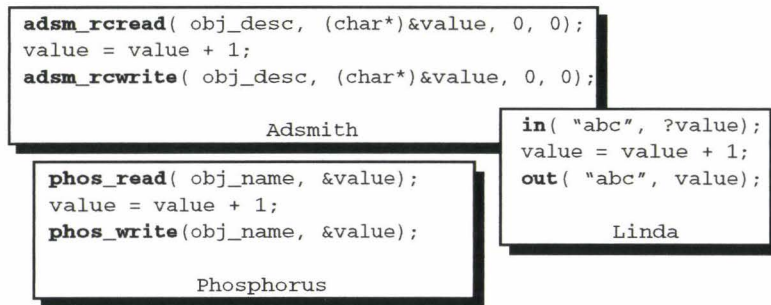 adsm_rcread( obj_desc, (char*)&value, 0, 0);
value = value + 1;
adsm_rcwrite( obj_desc, (char*)&value, 0, 0);
Adsmith
in( "abc", ?value);
value = value + 1;
out( "abc", value);
Linda
phos_read( obj_name, &value);
value = value + 1;
phos_write(obj_name, &value);
Phosphorus